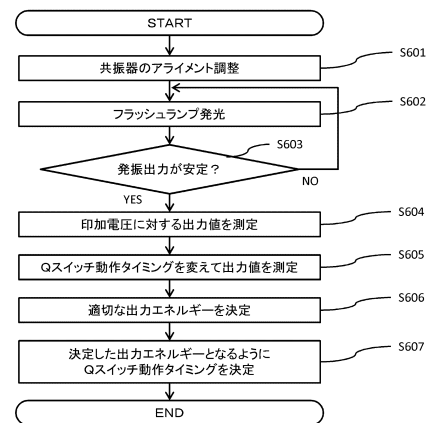 START
共振器のアライメント調整
S601
フラッシュランプ発光
S602
発振出力が安定？
S603
NO
YES
印加電圧に対する出力値を測定
S604
Qスイッチ動作タイミングを変えて出力値を測定
S605
適切な出力エネルギーを決定
S606
決定した出力エネルギーとなるように
Qスイッチ動作タイミングを決定
S607
END